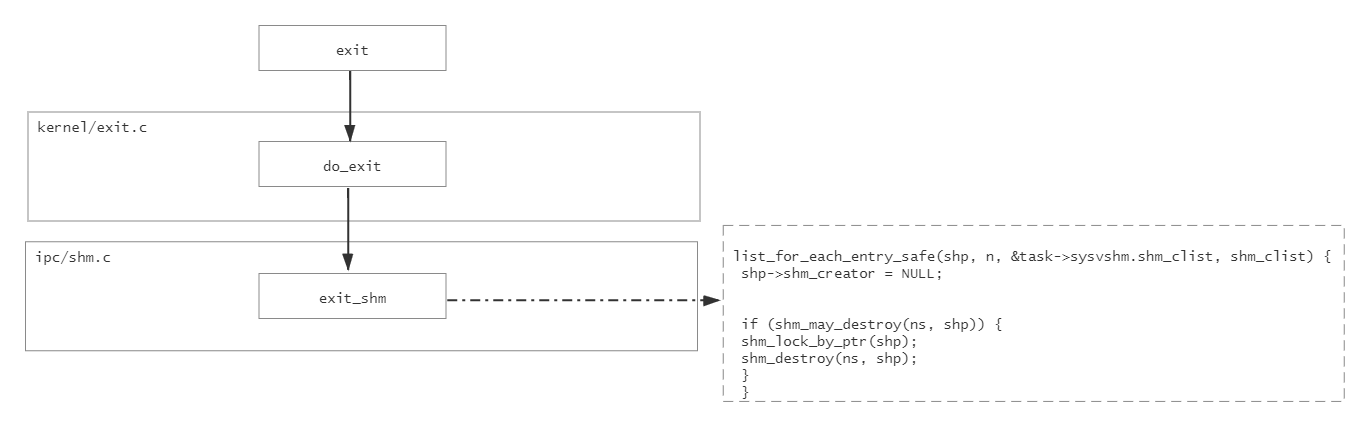 exit
kernel/exit.c
do_exit
ipc/shm.c
exit_shm
list_for_each_entry_safe(shp, n, &task->sysvshm.shm_clist, shm_clist) {
shp->shm_creator = NULL;
if (shm_may_destroy(ns, shp)) {
shm_lock_by_ptr(shp);
shm_destroy(ns, shp);
}
}